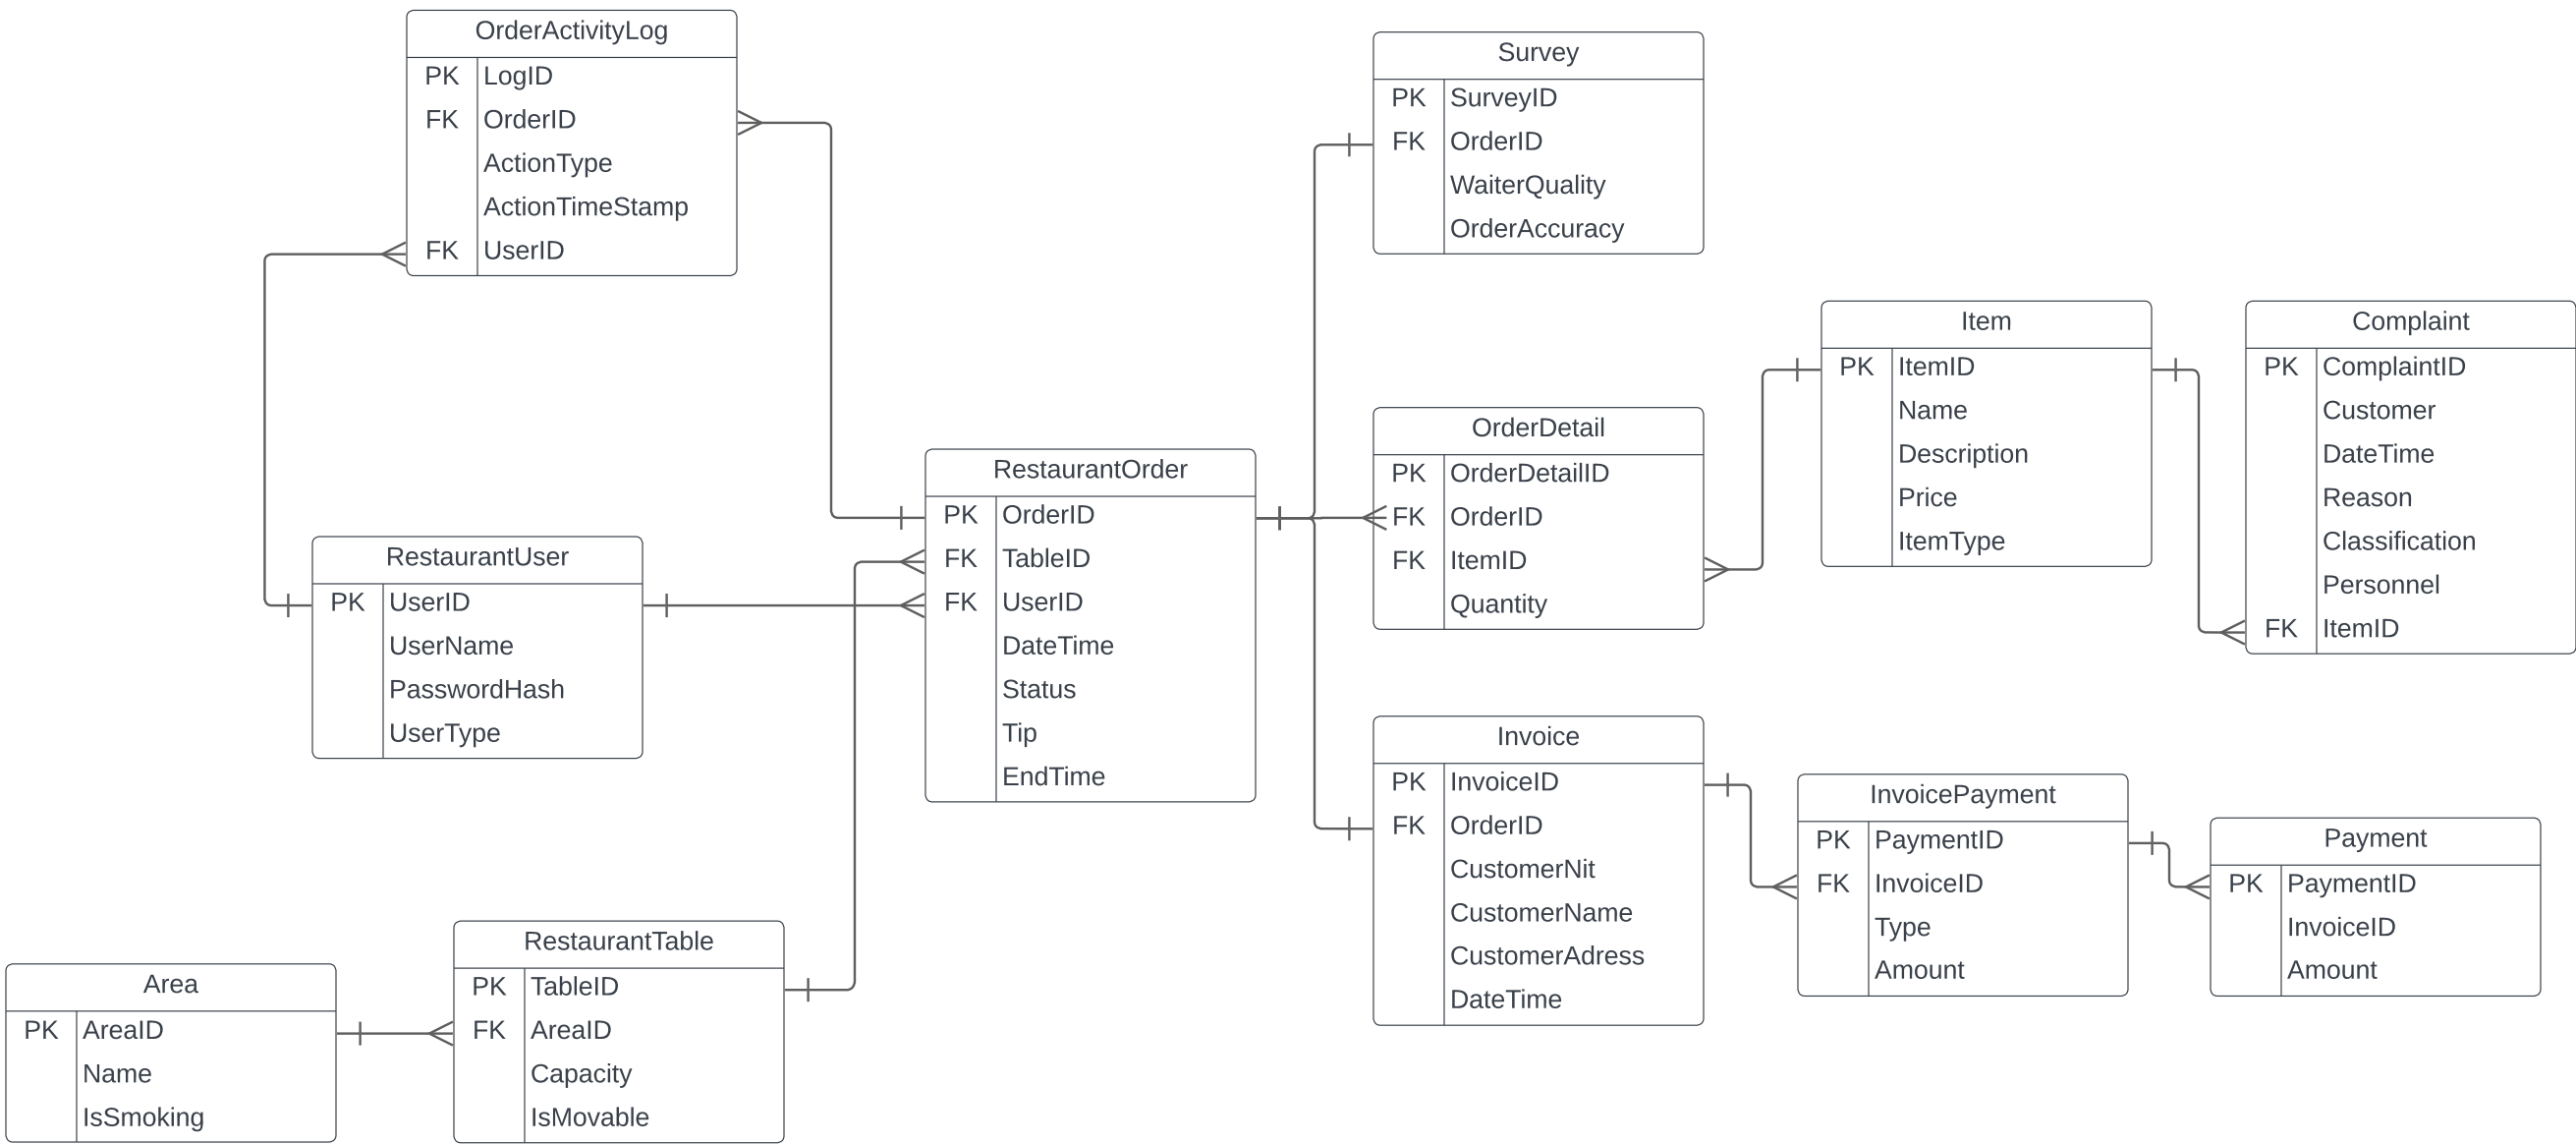 OrderActivityLog
PK LogID
FK OrderID
ActionType
ActionTimeStamp
FK UserID
Survey
PK SurveyID
FK OrderID
WaiterQuality
OrderAccuracy
Item
PK ItemID
Name
Description
Price
ItemType
Complaint
PK ComplaintID
Customer
DateTime
Reason
Classification
Personnel
FK ItemID
OrderDetail
PK OrderDetailID
FK OrderID
FK ItemID
Quantity
RestaurantOrder
PK OrderID
FK TableID
FK UserID
DateTime
Status
Tip
EndTime
RestaurantUser
PK UserID
UserName
PasswordHash
UserType
Invoice
PK InvoiceID
FK OrderID
CustomerNit
CustomerName
CustomerAdress
DateTime
InvoicePayment
PK PaymentID
FK InvoiceID
Type
Amount
Payment
PK PaymentID
InvoiceID
Amount
RestaurantTable
PK TableID
FK AreaID
Capacity
IsMovable
Area
PK AreaID
Name
IsSmoking